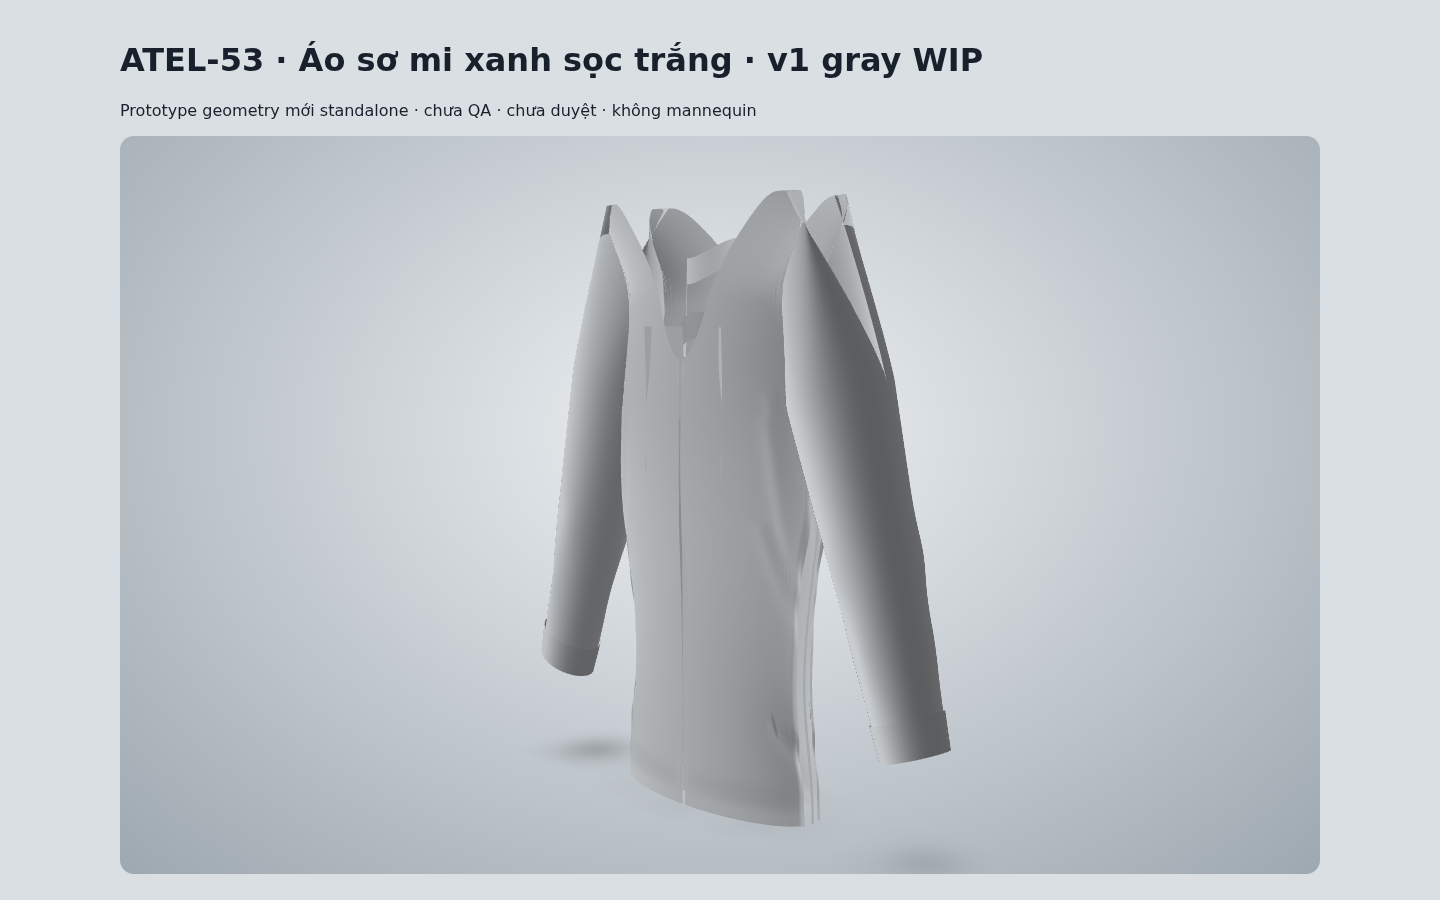 ATEL-53 · Áo sơ mi xanh sọc trắng · v1 gray WIP
Prototype geometry mới standalone · chưa QA · chưa duyệt · không mannequin